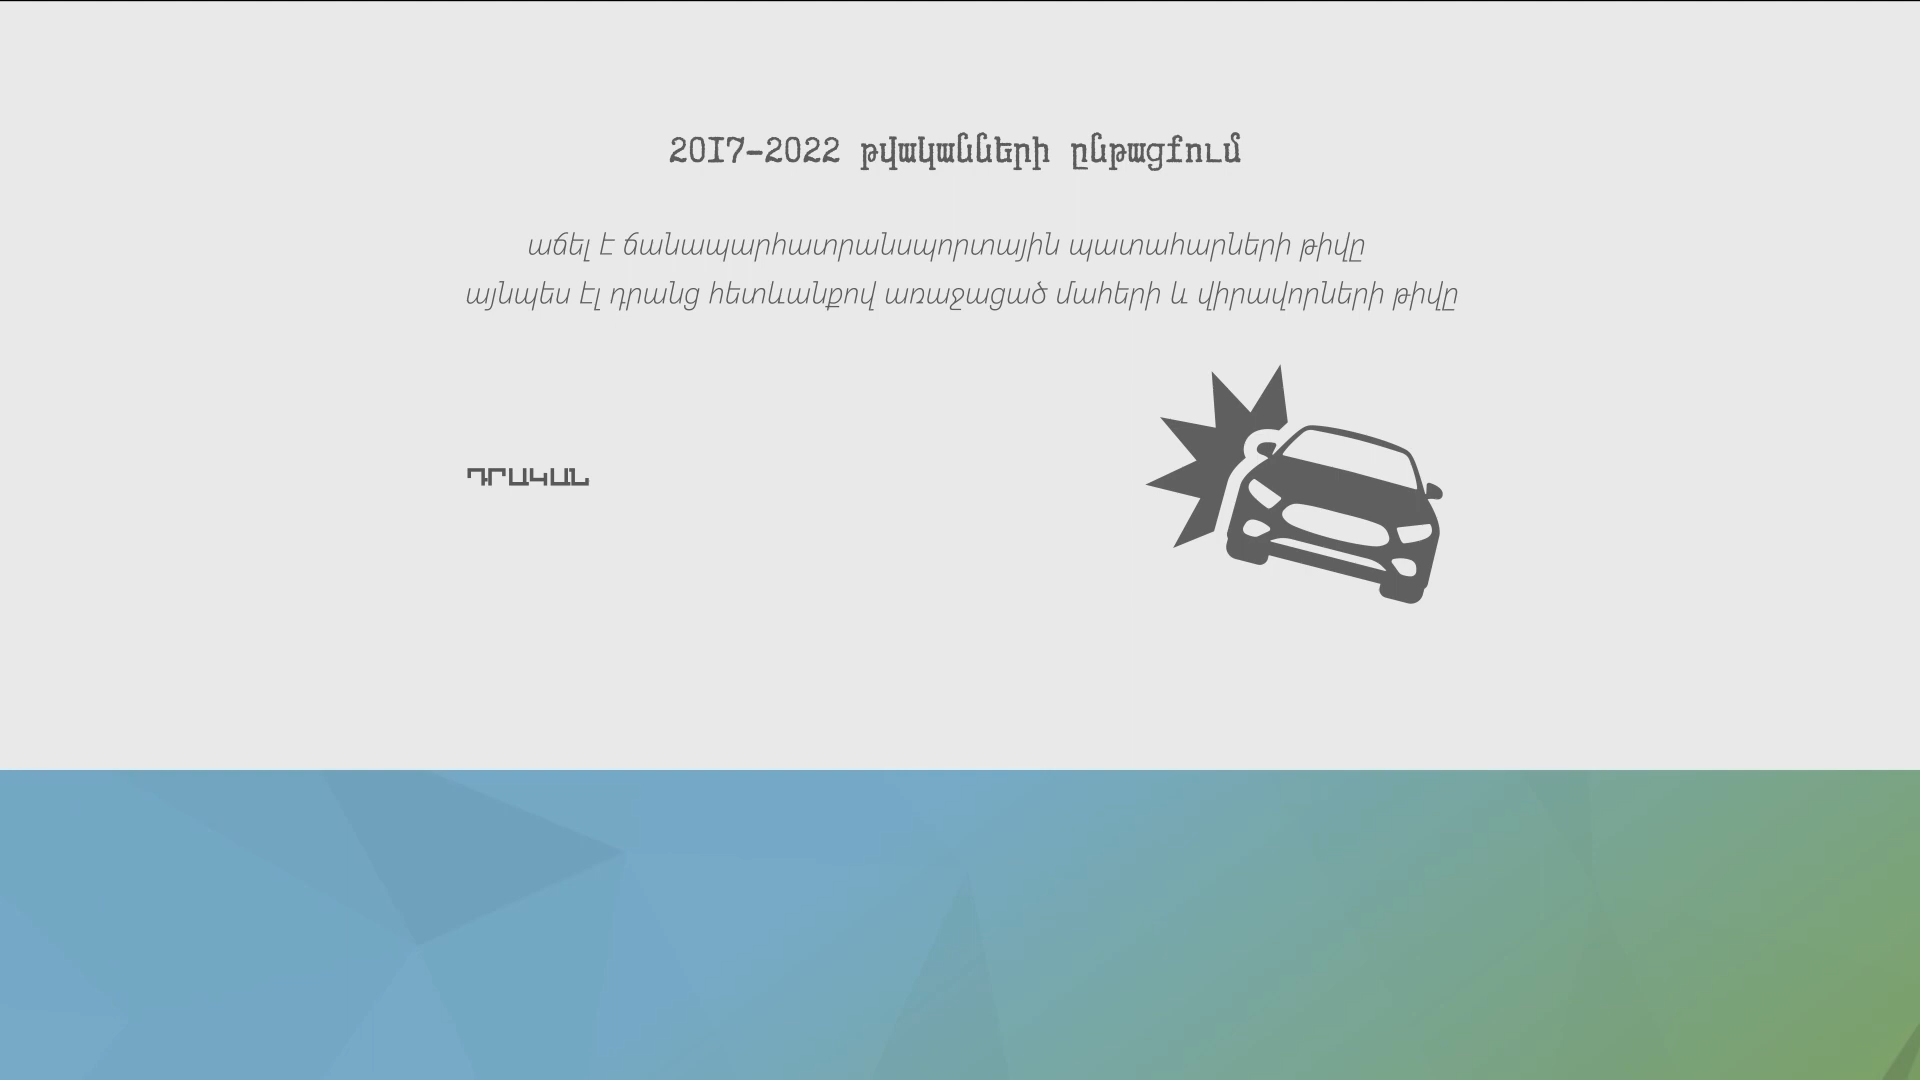 2017-2022 թվականների ընթացքում
աճել է ճանապարհատրանսպորտային պատահարների թիվը
այնպես էլ դրանց հետևանքով առաջացած մահերի և վիրավորների թիվը
ԴՐԱԿԱՆ